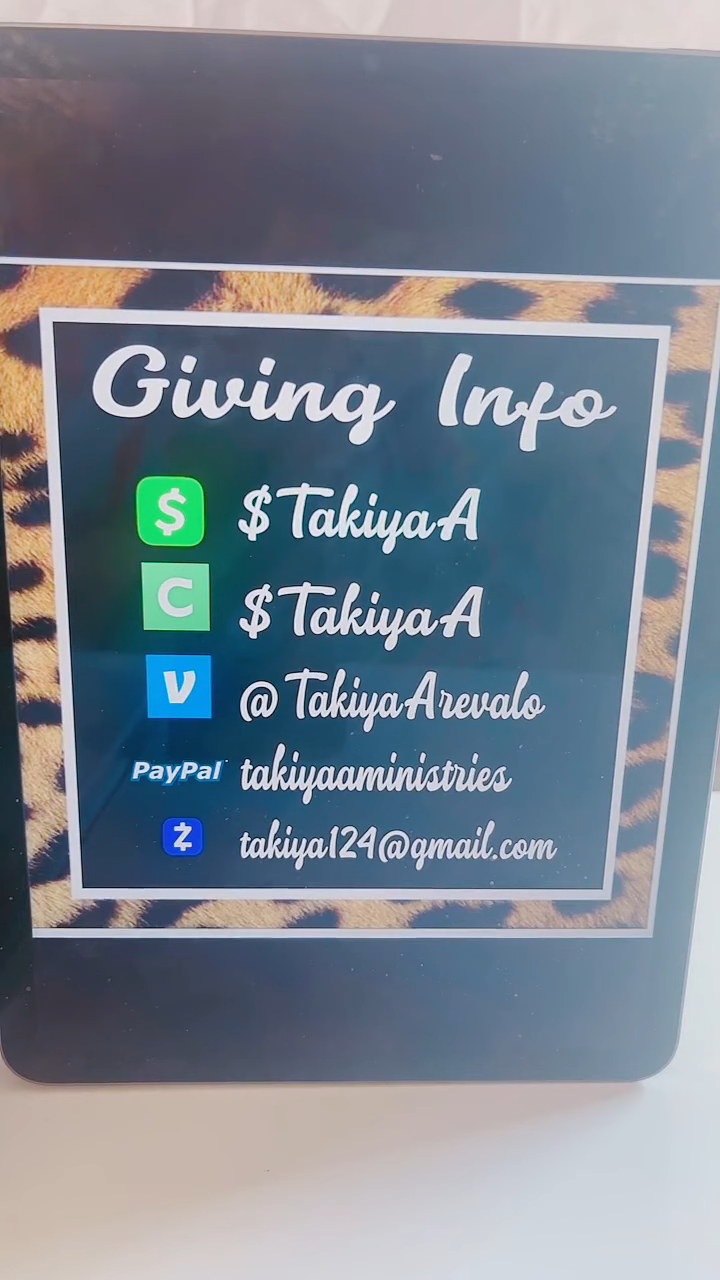 Giving Info
$ $TakiyaA
C $TakiyaA
V @TakiyaArevalo
PayPal takiyaaministries
Z takiya124@gmail.com